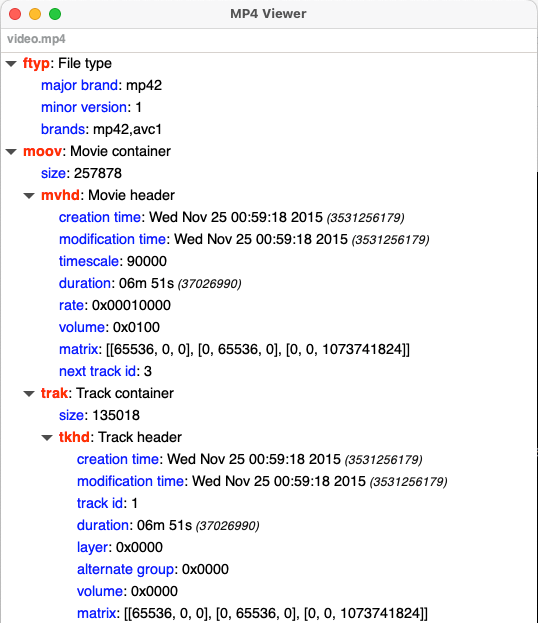 MP4 Viewer
video.mp4
ftyp: File type
major brand: mp42
minor version: 1
brands: mp42,avc1
moov: Movie container
size: 257878
mvhd: Movie header
creation time: Wed Nov 25 00:59:18 2015 (3531256179)
modification time: Wed Nov 25 00:59:18 2015 (3531256179)
timescale: 90000
duration: 06m 51s (37026990)
rate: 0x00010000
volume: 0x0100
matrix: [[65536, 0, 0], [0, 65536, 0], [0, 0, 1073741824]]
next track id: 3
trak: Track container
size: 135018
tkhd: Track header
creation time: Wed Nov 25 00:59:18 2015 (3531256179)
modification time: Wed Nov 25 00:59:18 2015 (3531256179)
track id: 1
duration: 06m 51s (37026990)
layer: 0x0000
alternate group: 0x0000
volume: 0x0000
matrix: [[65536, 0, 0], [0, 65536, 0], [0, 0, 1073741824]]